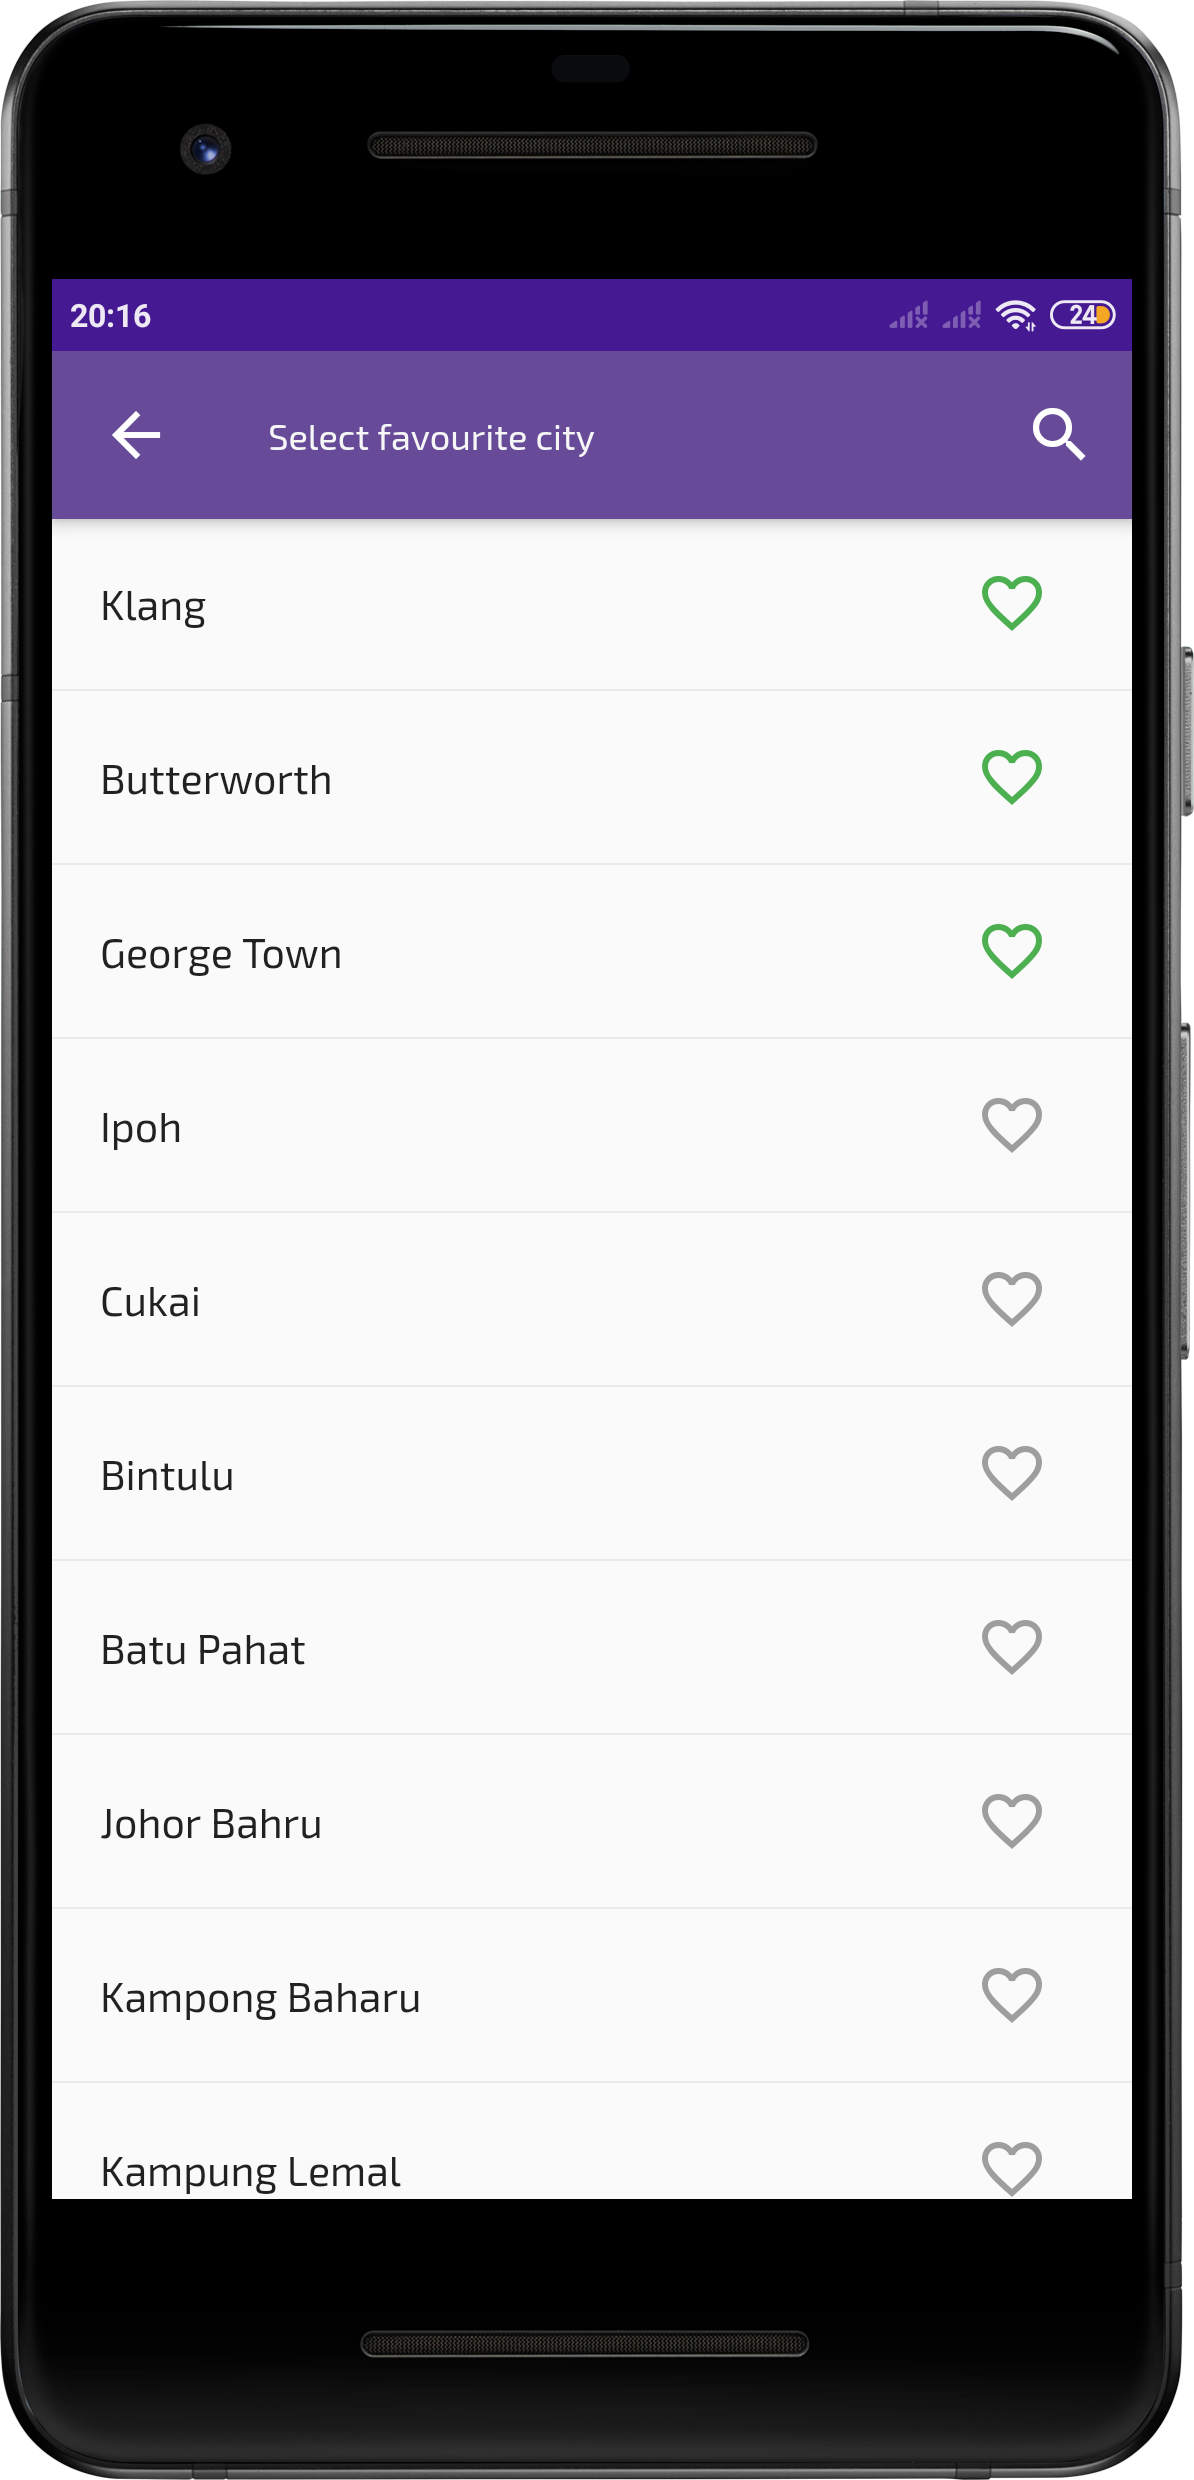 20:16
24
Select favourite city
Klang
Butterworth
George Town
Ipoh
Cukai
Bintulu
Batu Pahat
Johor Bahru
Kampong Baharu
Kampung Lemal